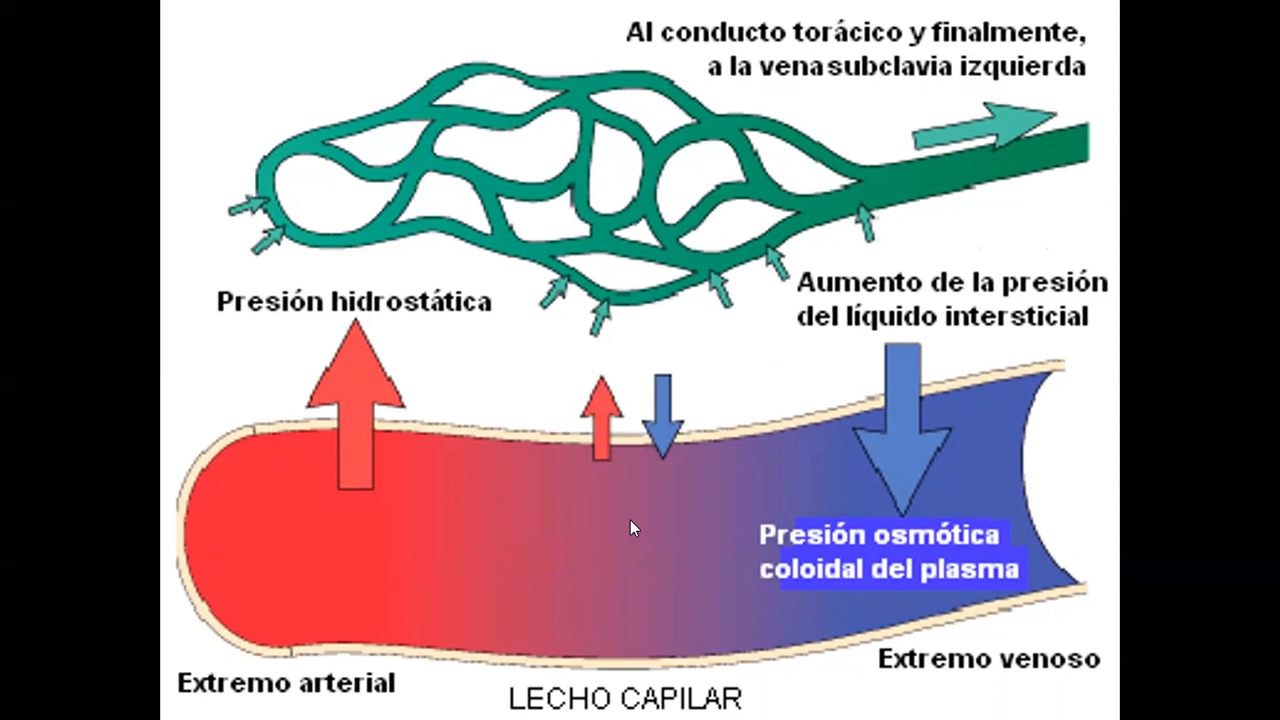 Al conducto torácico y finalmente,
a la vena subclavia izquierda
Presión hidrostática
Aumento de la presión
del líquido intersticial
Presión osmótica
coloidal del plasma
Extremo venoso
Extremo arterial
LECHO CAPILAR